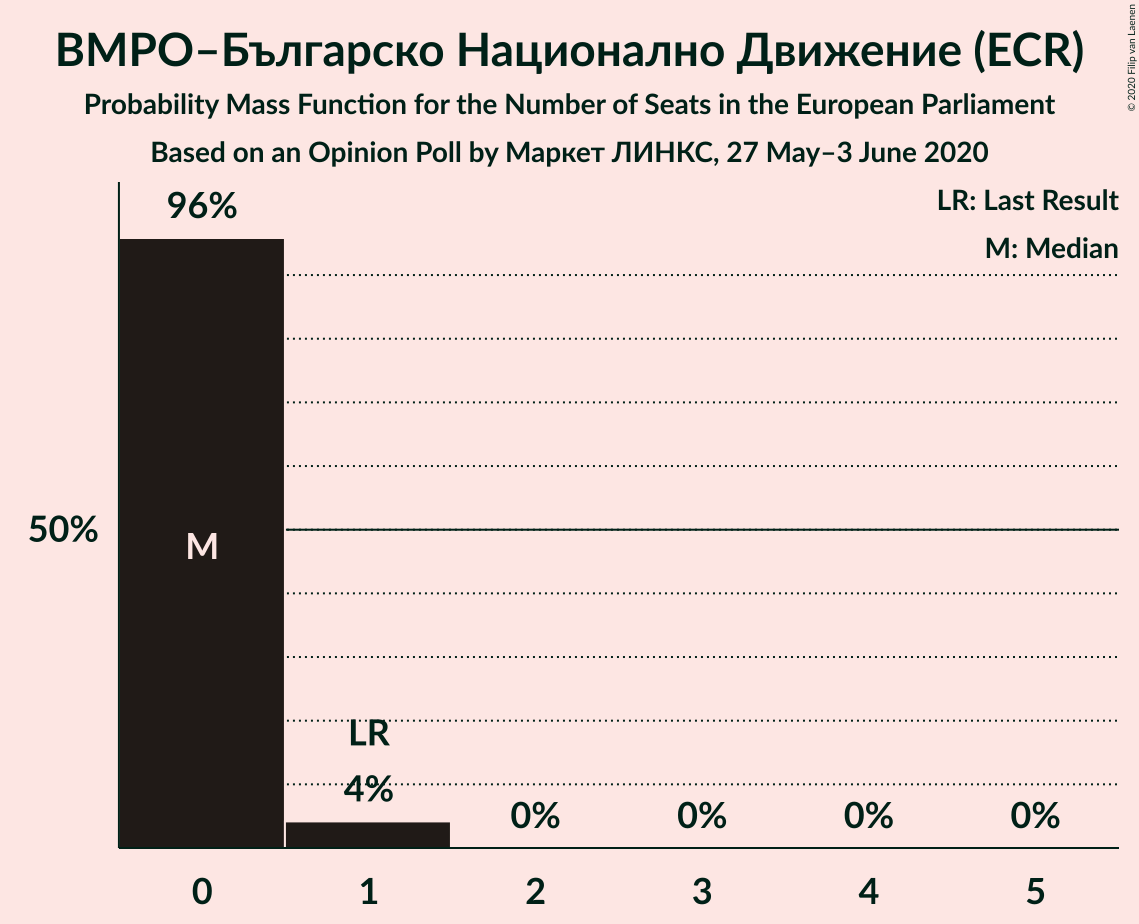 ВМРО–Българско Национално Движение (ECR)
Probability Mass Function for the Number of Seats in the European Parliament
Based on an Opinion Poll by Маркет ЛИНКС, 27 May–3 June 2020
© 2020 Filip van Laenen
LR: Last Result
M: Median
96%
50%
M
LR
4%
0%
0%
0%
0%
0
1
2
3
4
5